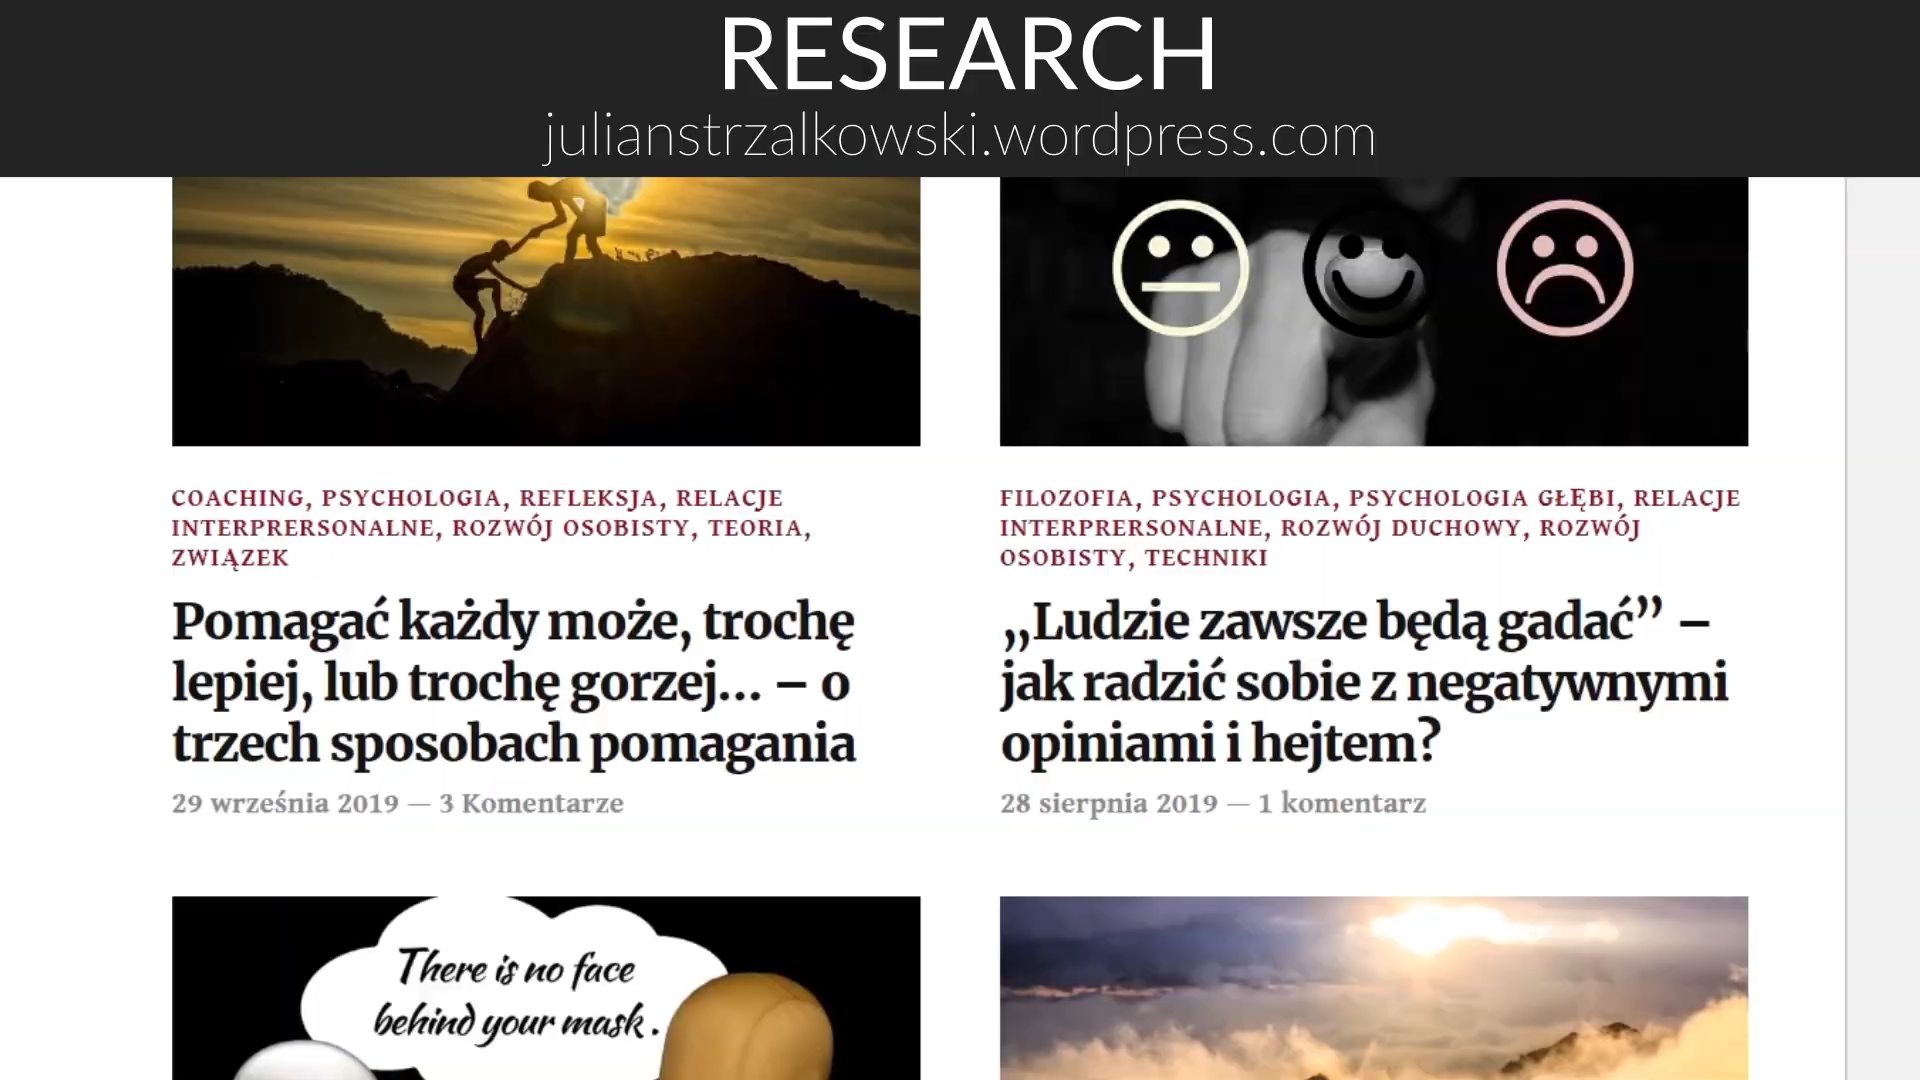 RESEARCH
julianstrzalkowski.wordpress.com
COACHING, PSYCHOLOGIA, REFLEKSJA, RELACJE
INTERPRERSONALNE, ROZWÓJ OSOBISTY, TEORIA,
ZWIĄZEK
Pomagać każdy może, trochę
lepiej, lub trochę gorzej… – o
trzech sposobach pomagania
29 września 2019 — 3 Komentarze
FILOZOFIA, PSYCHOLOGIA, PSYCHOLOGIA GŁĘBI, RELACJE
INTERPRERSONALNE, ROZWÓJ DUCHOWY, ROZWÓJ
OSOBISTY, TECHNIKI
„Ludzie zawsze będą gadać” –
jak radzić sobie z negatywnymi
opiniami i hejtem?
28 sierpnia 2019 — 1 komentarz
There is no face
behind your mask.